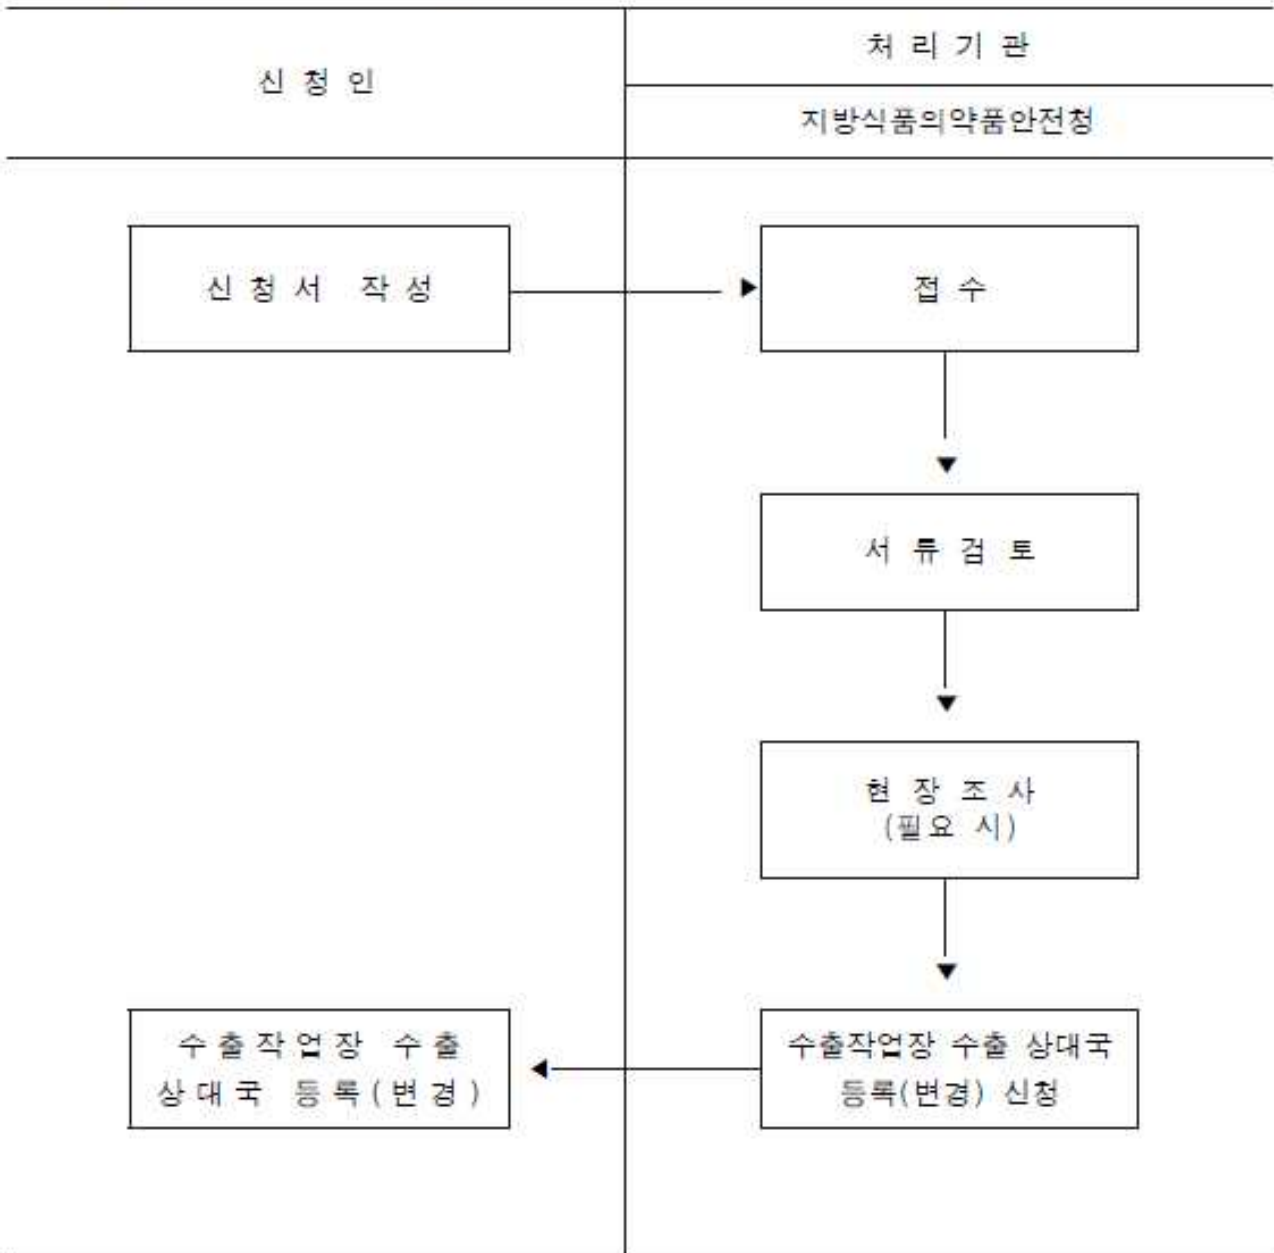 신청인
처리기관
지방식품의약품안전청
신청서 작성
접수
서류검토
현장조사
(필요 시)
수출작업장 수출
상대국 등록(변경)
수출작업장 수출 상대국
등록(변경) 신청